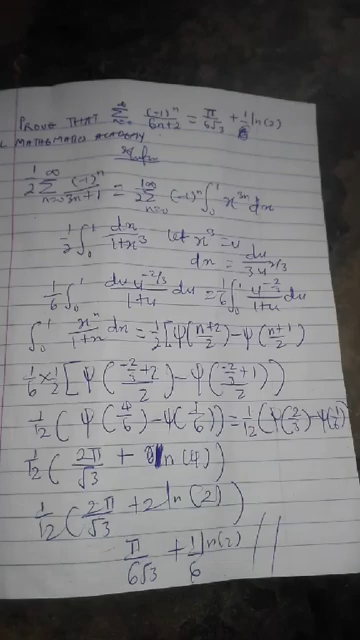 PROVE THAT ∞ Σ n=0 (-1)^n / 6n+2 = π / 6√3 + 1/6 ln(2)
MATHEMATICS ACADEMY
1/2 ∞ Σ n=0 (-1)^n / 3n+1 = 1/2 ∞ Σ n=0 (-1)^n ∫_0^1 x^{3n} dx
1/2 ∫_0^1 dx / 1+x^3 Let x^3 = u
dx = du / 3u^{2/3}
1/6 ∫_0^1 du u^{-2/3} / 1+u du = 1/6 ∫_0^1 u^{-2/3} / 1+u du
∫_0^1 x^n / 1+x dx = 1/2 [ψ(n+2 / 2) - ψ(n+1 / 2)
1/6 × 1/2 [ψ(-2/3 + 2 / 2) - ψ(-2/3 + 1 / 2)
1/12 (ψ(4/6) - ψ(1/6)) = 1/12 (ψ(2/3) - ψ(1/6)
1/12 (2π / √3 + ln(4))
1/12 (2π / √3 + 2 ln(2))
π / 6√3 + 1/6 ln(2) //